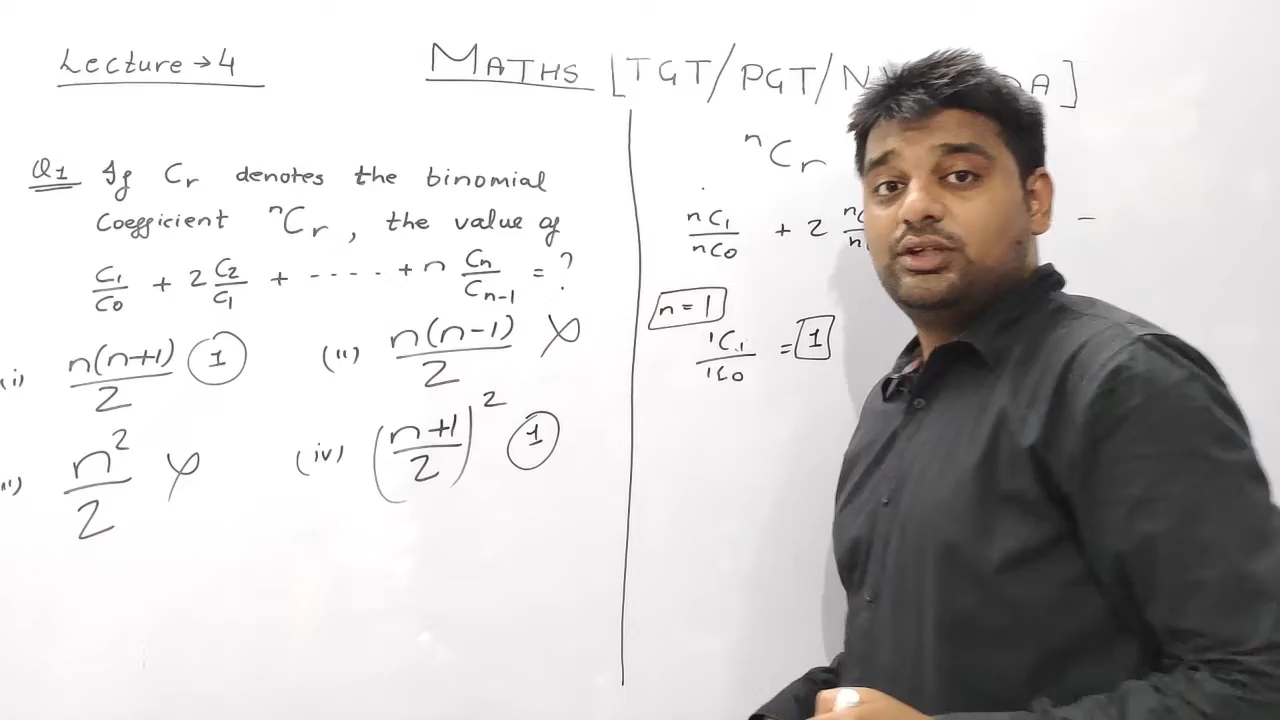 Lecture → 4
MATHS [TGT/PGT/N
Q1 If Cr denotes the binomial
Coefficient ⁿCr, the value of
C₁/C₀ + 2 C₂/C₁ + - - - - - + n Cn/Cn-1 = ?
(i) n(n+1)/2 ① (ii) n(n-1)/2 ✗
n²/2 ✗ (iv) (n+1/2)² ①
ⁿCr
nC₁/nC₀ + 2
n = 1
¹C₁/¹C₀ = 1